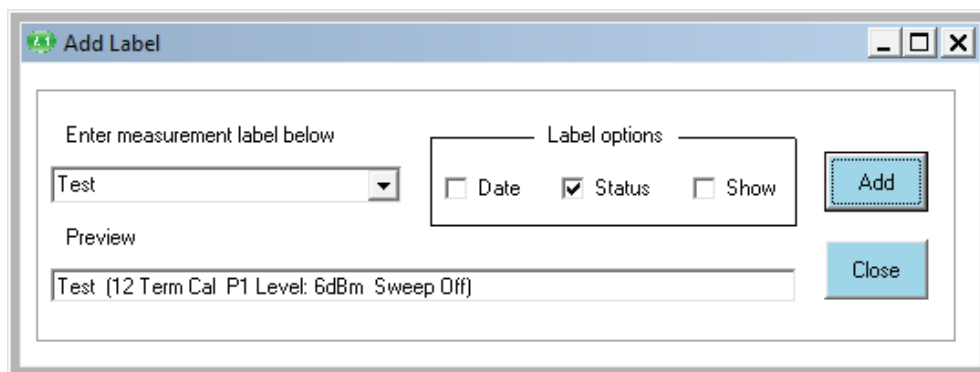 Add Label
Enter measurement label below
Label options
Test
Date
Status
Show
Add
Preview
Test (12 Term Cal P1 Level: 6dBm Sweep Off)
Close